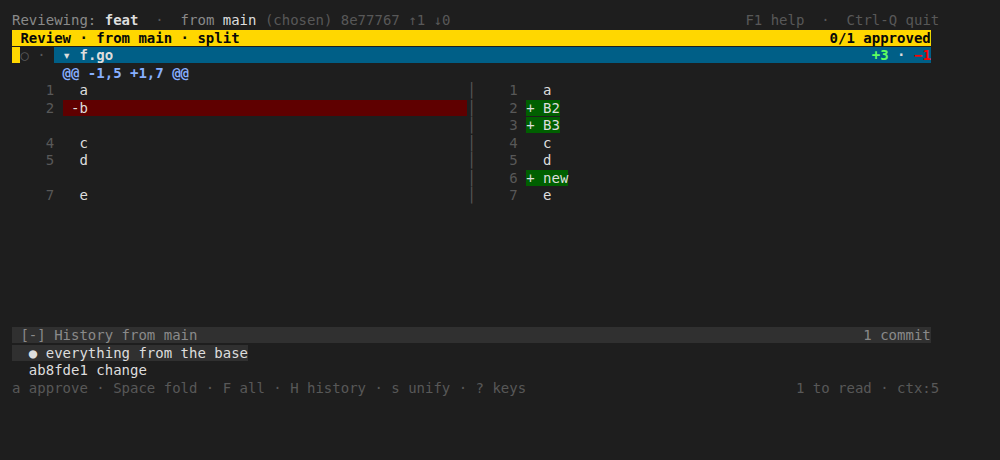 Reviewing: feat · from main (chosen) 8e77767 ↑1 ↓0 F1 help · Ctrl-Q quit
Review · from main · split 0/1 approved
○ · ▾ f.go +3 · −1
@@ -1,5 +1,7 @@
1 a │ 1 a
2 -b │ 2 + B2
│ 3 + B3
4 c │ 4 c
5 d │ 5 d
│ 6 + new
7 e │ 7 e
[-] History from main 1 commit
● everything from the base
ab8fde1 change
a approve · Space fold · F all · H history · s unify · ? keys 1 to read · ctx:5